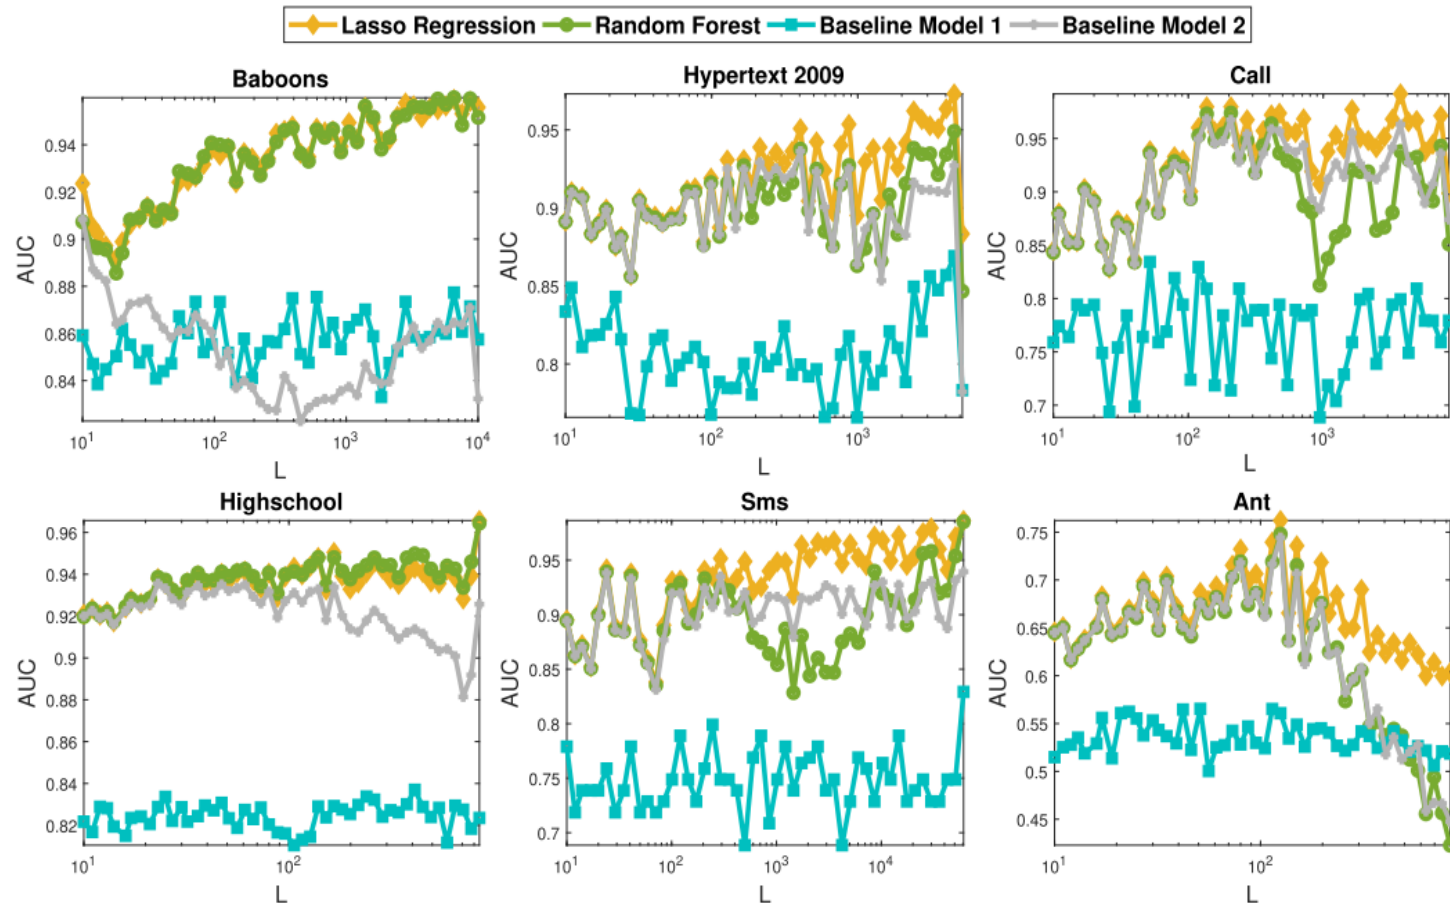 Lasso Regression Random Forest Baseline Model 1 Baseline Model 2
Baboons
0.94
0.92
0.9
0.88
0.86
0.84
AUC
10^1 10^2 10^3 10^4
L
Hypertext 2009
0.95
0.9
0.85
0.8
AUC
10^1 10^2 10^3
L
Call
0.95
0.9
0.85
0.8
0.75
0.7
AUC
10^1 10^2 10^3
L
Highschool
0.96
0.94
0.92
0.9
0.88
0.86
0.84
0.82
AUC
10^1 10^2
L
Sms
0.95
0.9
0.85
0.8
0.75
0.7
AUC
10^1 10^2 10^3 10^4
L
Ant
0.75
0.7
0.65
0.6
0.55
0.5
0.45
AUC
10^1 10^2
L